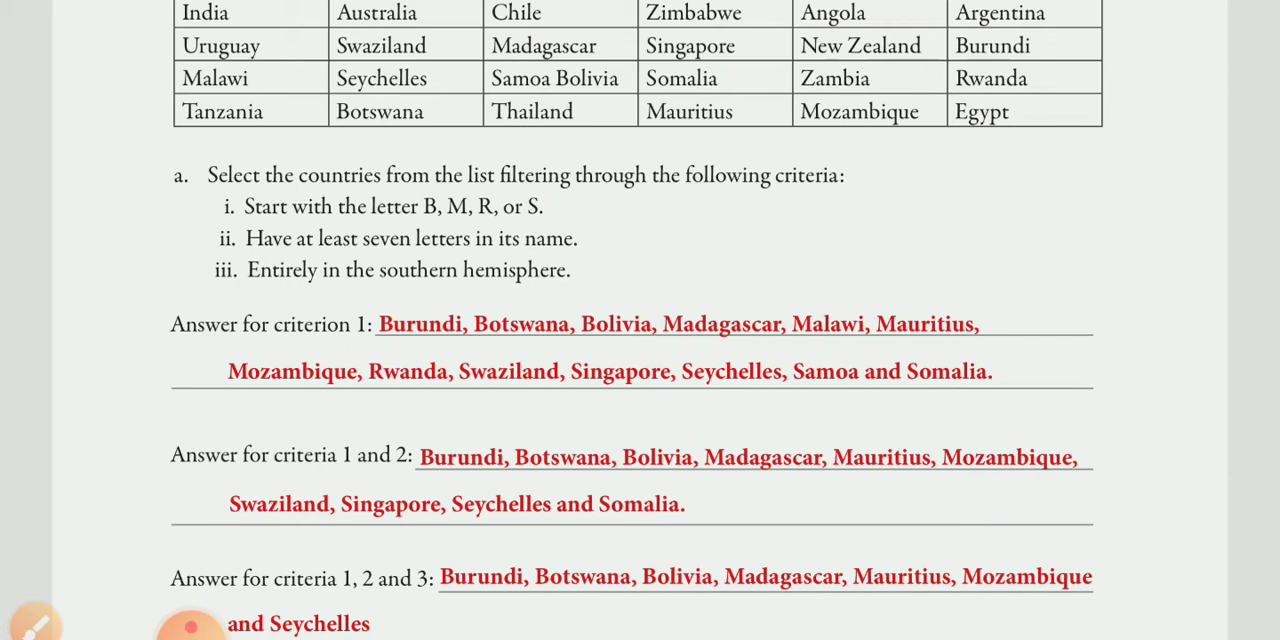 India Australia Chile Zimbabwe Angola Argentina
Uruguay Swaziland Madagascar Singapore New Zealand Burundi
Malawi Seychelles Samoa Bolivia Somalia Zambia Rwanda
Tanzania Botswana Thailand Mauritius Mozambique Egypt
a. Select the countries from the list filtering through the following criteria:
i. Start with the letter B, M, R, or S.
ii. Have at least seven letters in its name.
iii. Entirely in the southern hemisphere.
Answer for criterion 1: Burundi, Botswana, Bolivia, Madagascar, Malawi, Mauritius,
Mozambique, Rwanda, Swaziland, Singapore, Seychelles, Samoa and Somalia.
Answer for criteria 1 and 2: Burundi, Botswana, Bolivia, Madagascar, Mauritius, Mozambique,
Swaziland, Singapore, Seychelles and Somalia.
Answer for criteria 1, 2 and 3: Burundi, Botswana, Bolivia, Madagascar, Mauritius, Mozambique
and Seychelles